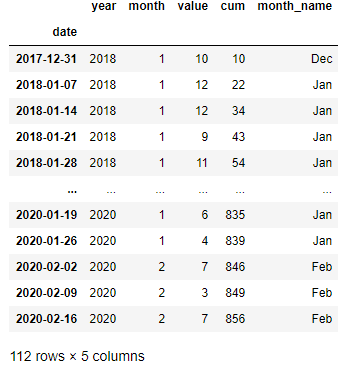 year month value cum month_name
date
2017-12-31 2018 1 10 10 Dec
2018-01-07 2018 1 12 22 Jan
2018-01-14 2018 1 12 34 Jan
2018-01-21 2018 1 9 43 Jan
2018-01-28 2018 1 11 54 Jan
... ... ... ... ... ...
2020-01-19 2020 1 6 835 Jan
2020-01-26 2020 1 4 839 Jan
2020-02-02 2020 2 7 846 Feb
2020-02-09 2020 2 3 849 Feb
2020-02-16 2020 2 7 856 Feb
112 rows × 5 columns